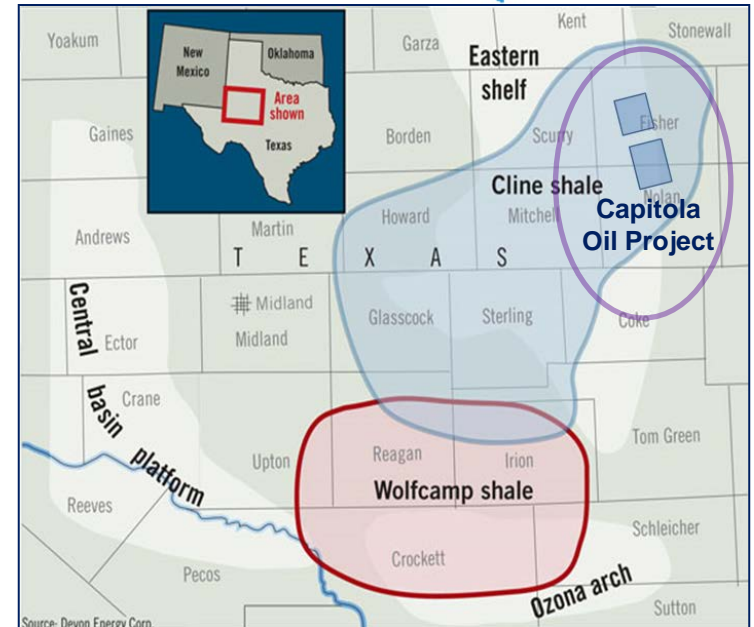 Kent
Yoakum
Garza
Stonewall
New
Mexico
Oklahoma
Area
shown
Texas
Eastern
shelf
Gaines
Borden
Scurry
Fisher
Cline shale
Nolan
Andrews
Martin
Howard
Mitchell
Capitola
Oil Project
T E X A S
Central
basin
platform
Midland
Midland
Ector
Glasscock
Sterling
Coke
Crane
Upton
Reagan
Irion
Tom Green
Wolfcamp shale
Reeves
Pecos
Crockett
Schleicher
Ozona arch
Sutton
Source: Devon Energy Corp